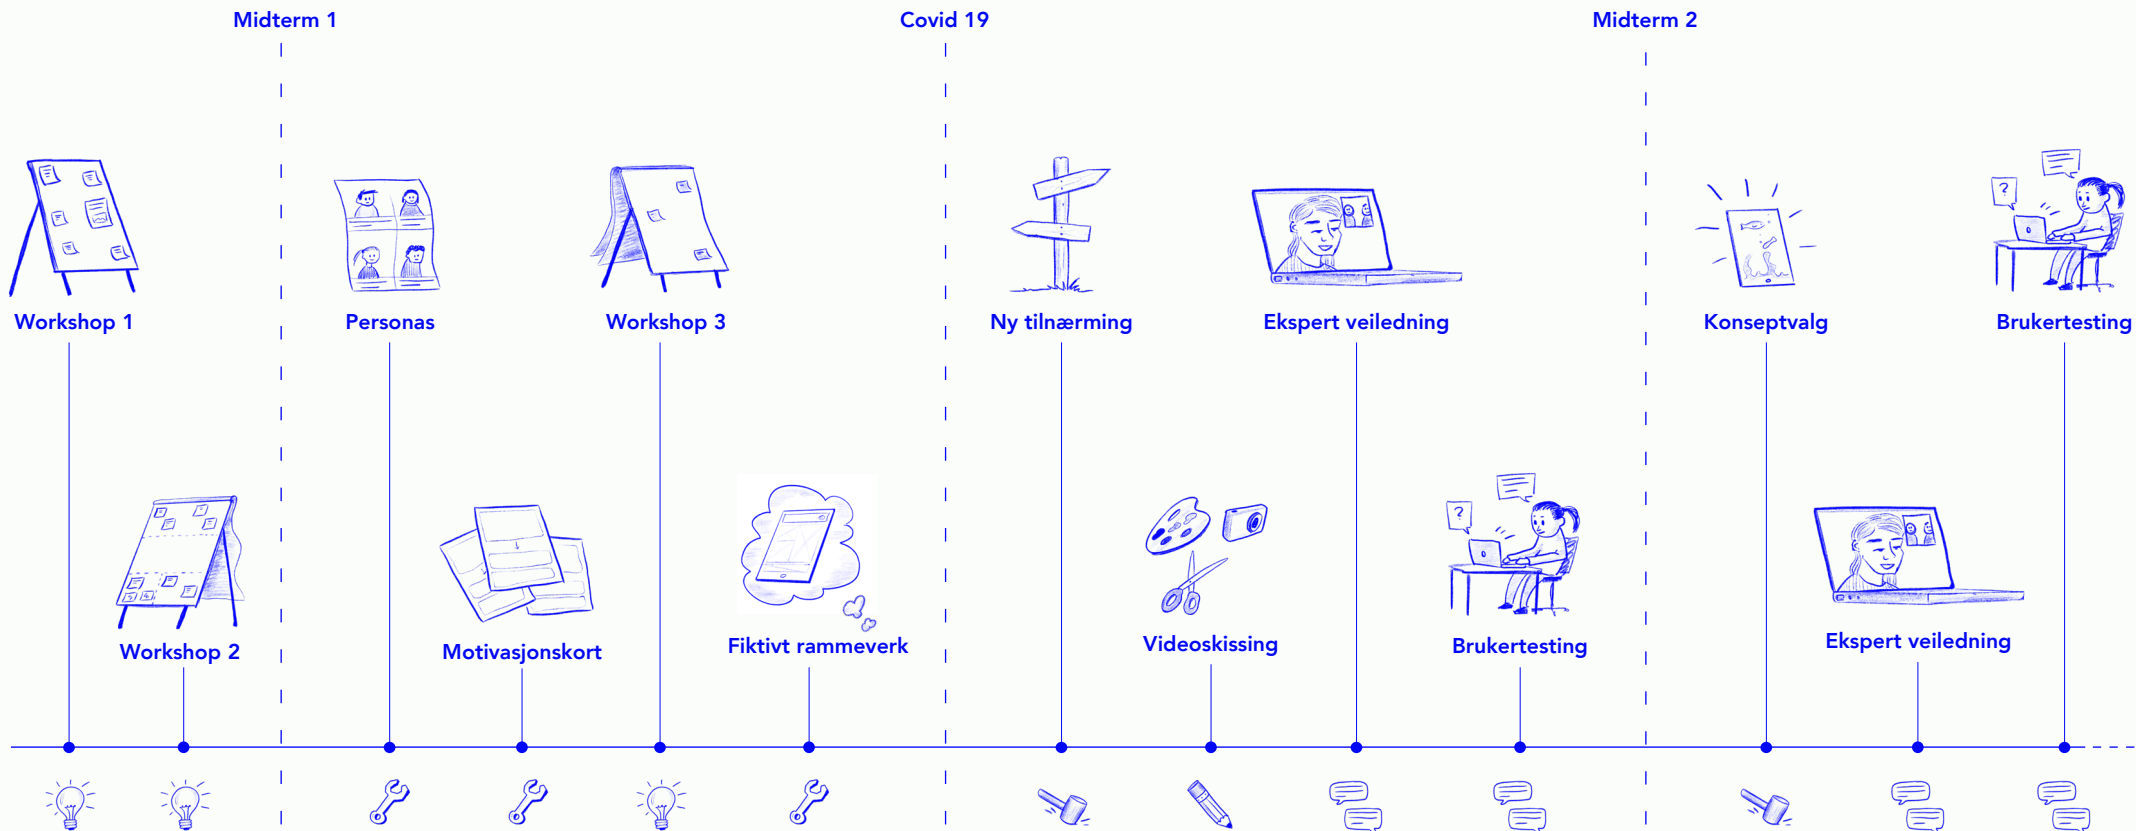 Midterm 1
Covid 19
Midterm 2
?
Workshop 1
Personas
Workshop 3
Ny tilnærming
Ekspert veiledning
Konseptvalg
Brukertesting
?
Workshop 2
Motivasjonskort
Fiktivt rammeverk
Videoskissing
Brukertesting
Ekspert veiledning